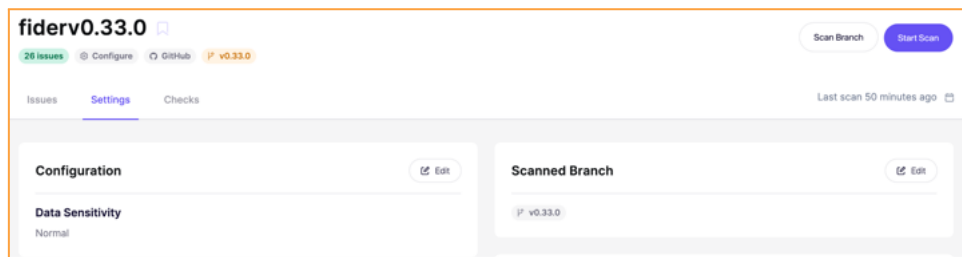 fiderv0.33.0
Scan Branch Start Scan
26 issues Configure GitHub v0.33.0
Issues Settings Checks Last scan 50 minutes ago
Configuration Edit
Data Sensitivity
Normal
Scanned Branch Edit
v0.33.0